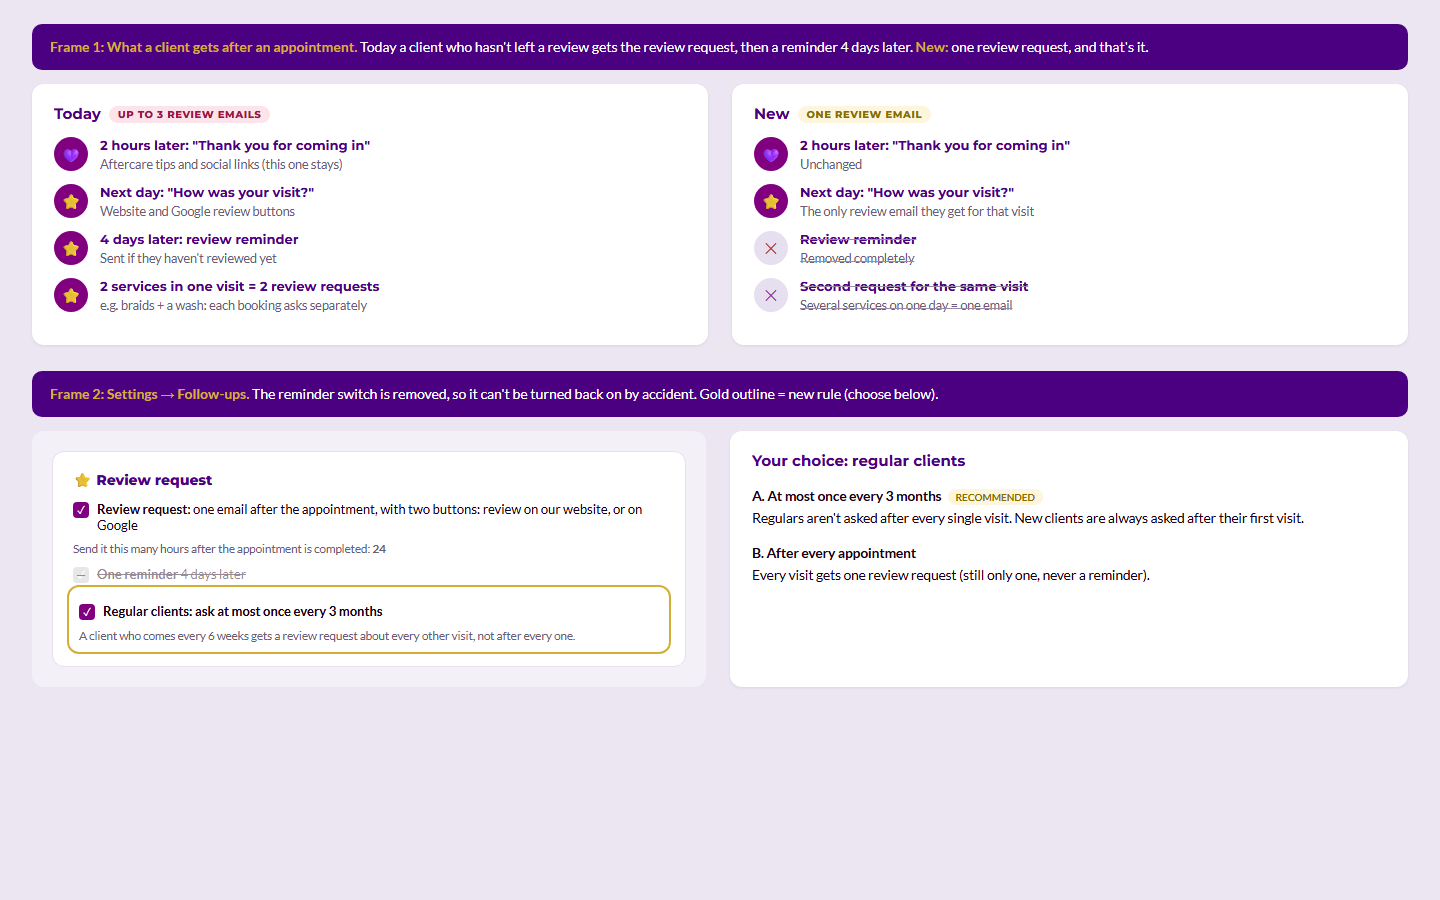 Frame 1: What a client gets after an appointment. Today a client who hasn't left a review gets the review request, then a reminder 4 days later. New: one review request, and that's it.
Today UP TO 3 REVIEW EMAILS
2 hours later: "Thank you for coming in"
Aftercare tips and social links (this one stays)
Next day: "How was your visit?"
Website and Google review buttons
4 days later: review reminder
Sent if they haven't reviewed yet
2 services in one visit = 2 review requests
e.g. braids + a wash: each booking asks separately
New ONE REVIEW EMAIL
2 hours later: "Thank you for coming in"
Unchanged
Next day: "How was your visit?"
The only review email they get for that visit
Review reminder
Removed completely
Second request for the same visit
Several services on one day = one email
Frame 2: Settings → Follow-ups. The reminder switch is removed, so it can't be turned back on by accident. Gold outline = new rule (choose below).
Review request
Review request: one email after the appointment, with two buttons: review on our website, or on
Google
Send it this many hours after the appointment is completed: 24
One reminder 4 days later
Regular clients: ask at most once every 3 months
A client who comes every 6 weeks gets a review request about every other visit, not after every one.
Your choice: regular clients
A. At most once every 3 months RECOMMENDED
Regulars aren't asked after every single visit. New clients are always asked after their first visit.
B. After every appointment
Every visit gets one review request (still only one, never a reminder).